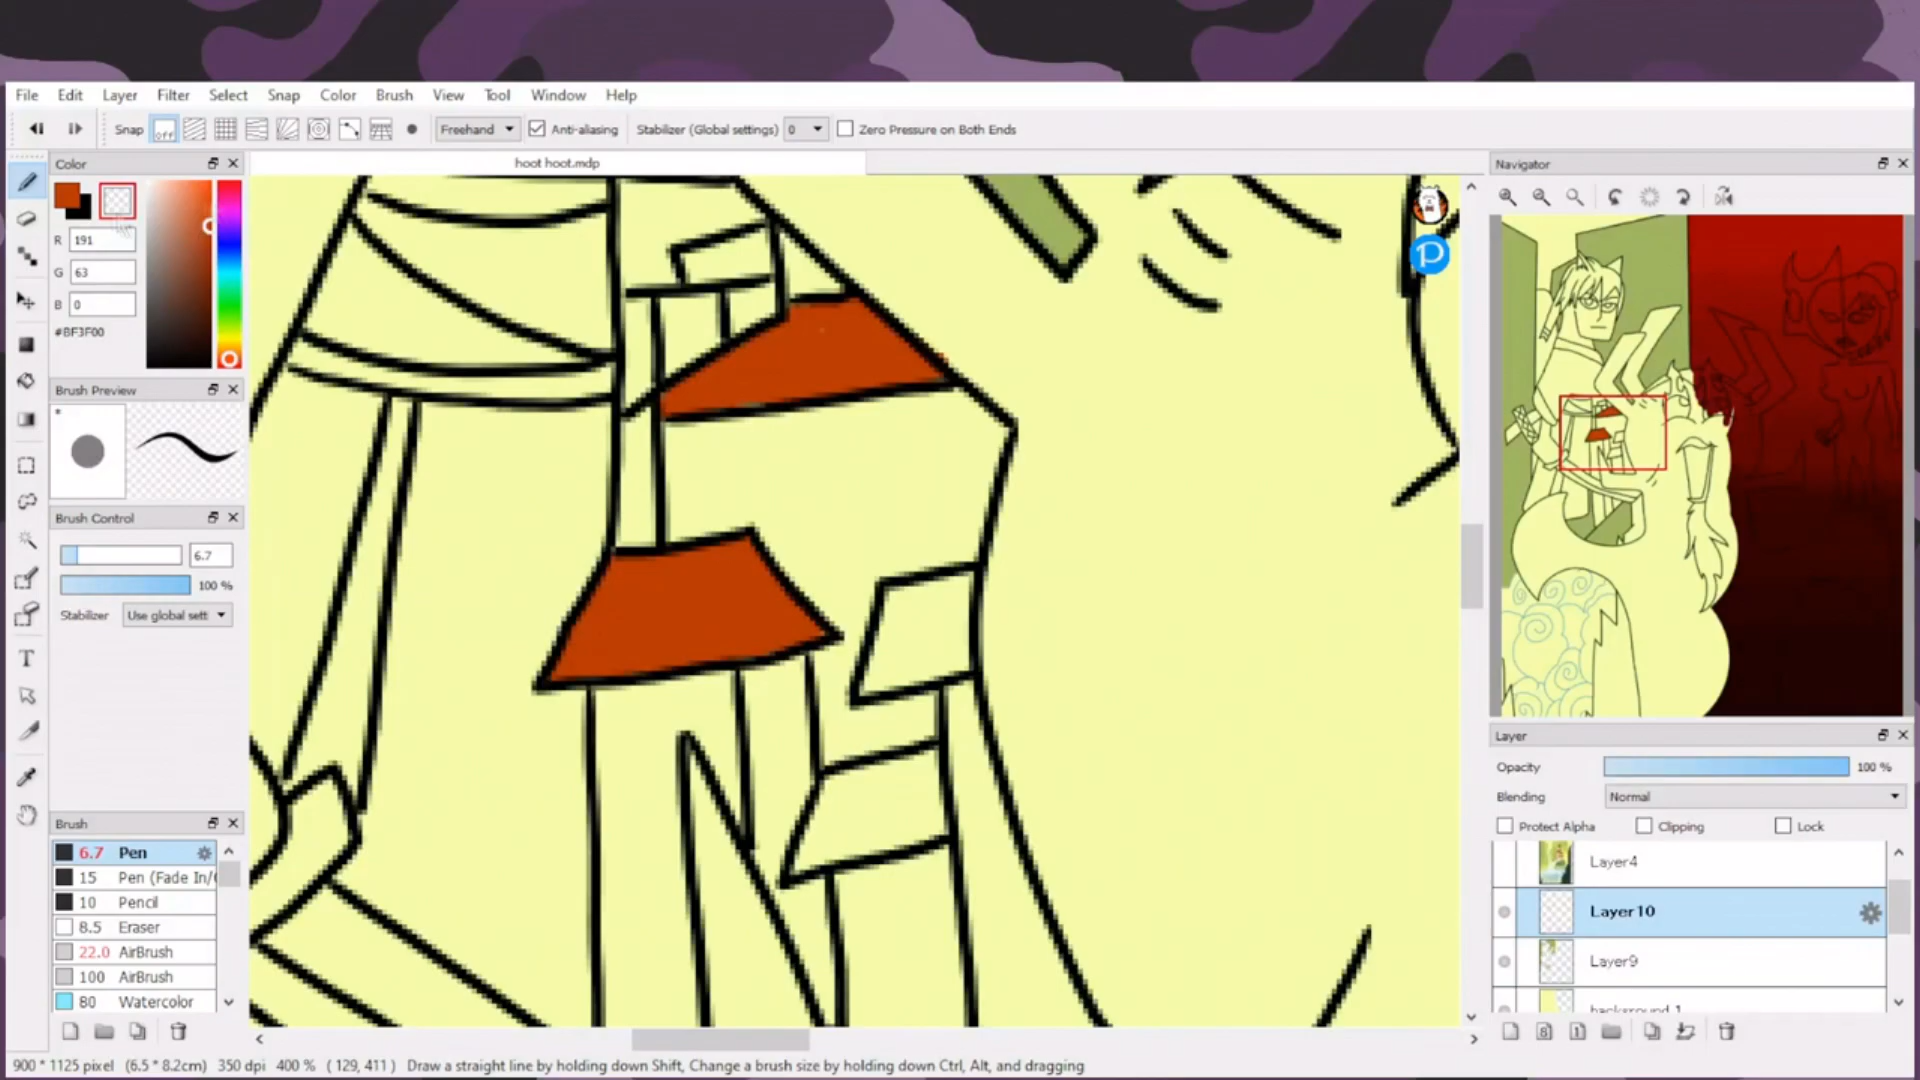 File Edit Layer Filter Select Snap Color Brush View Tool Window Help
Snap off Freehand Anti-aliasing Stabilizer (Global settings) 0 Zero Pressure on Both Ends
Color
hoot hoot.mdp
Navigator
R 191
G 63
B 0
#BF3F00
Brush Preview
*
Brush Control
6.7
100 %
Stabilizer Use global sett
Brush
6.7 Pen
15 Pen (Fade In/
10 Pencil
8.5 Eraser
22.0 AirBrush
100 AirBrush
80 Watercolor
Layer
Opacity 100 %
Blending Normal
Protect Alpha Clipping Lock
Layer4
Layer10
Layer9
background 1
900 * 1125 pixel (6.5 * 8.2cm) 350 dpi 400 % ( 129, 411 ) Draw a straight line by holding down Shift, Change a brush size by holding down Ctrl, Alt, and dragging